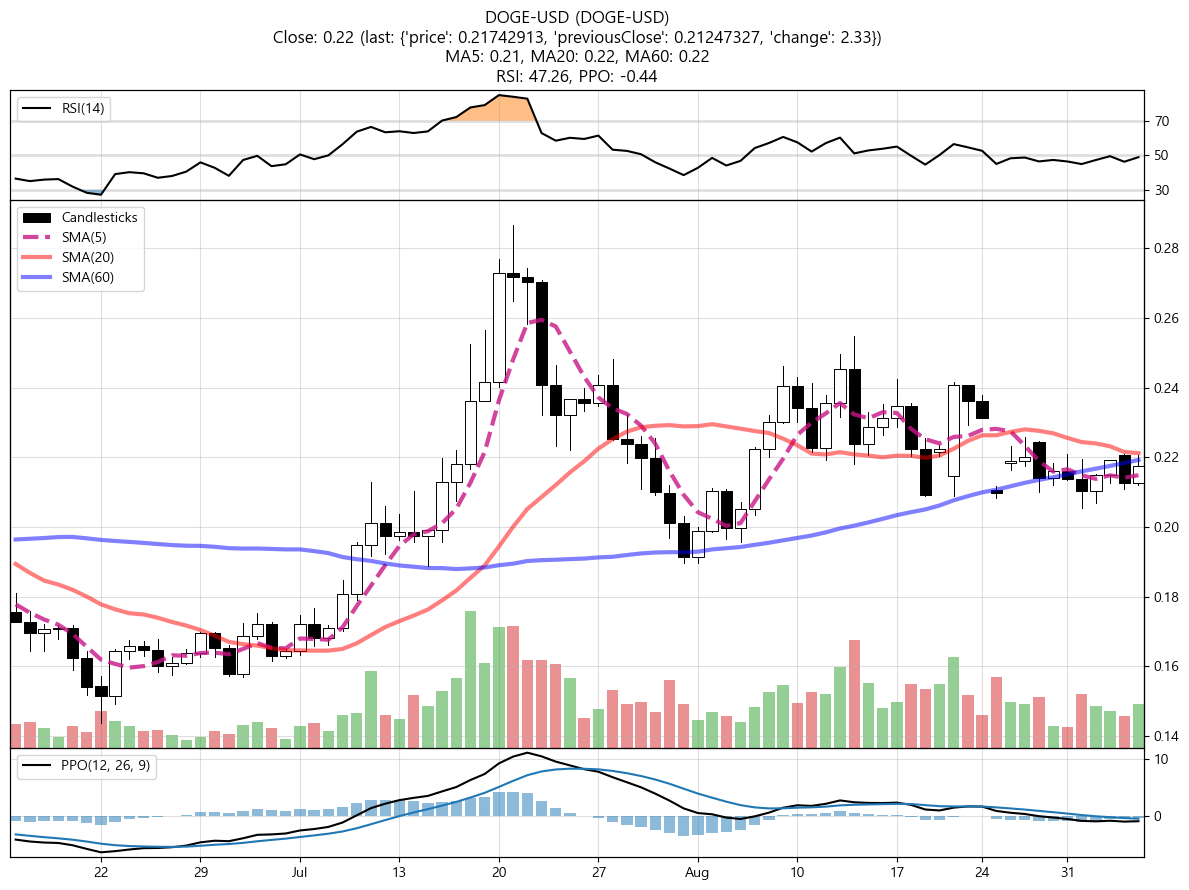 DOGE-USD (DOGE-USD)
Close: 0.22 (last: {'price': 0.21742913, 'previousClose': 0.21247327, 'change': 2.33})
MA5: 0.21, MA20: 0.22, MA60: 0.22
RSI: 47.26, PPO: -0.44
RSI(14)
70
50
30
Candlesticks
SMA(5)
SMA(20)
SMA(60)
0.28
0.26
0.24
0.22
0.20
0.18
0.16
0.14
PPO(12, 26, 9)
10
0
22 29 Jul 13 20 27 Aug 10 17 24 31